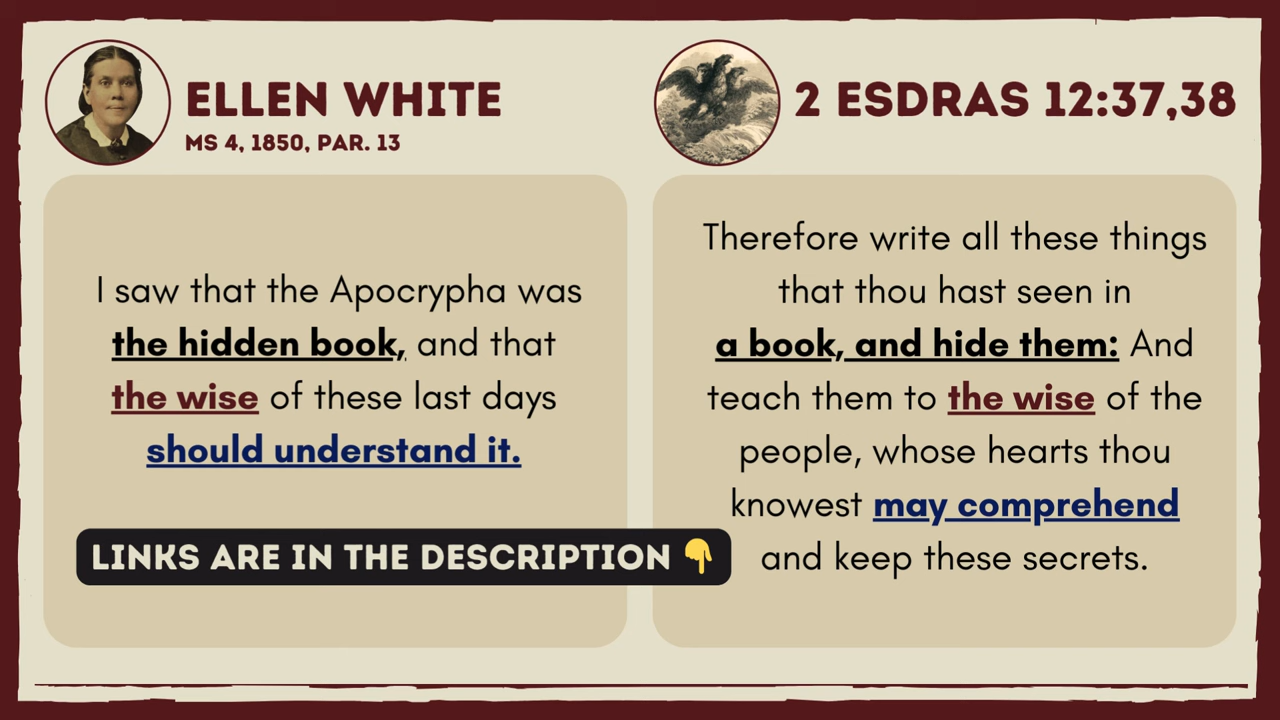 ELLEN WHITE
MS 4, 1850, PAR. 13
I saw that the Apocrypha was
the hidden book, and that
the wise of these last days
should understand it.
LINKS ARE IN THE DESCRIPTION 👇
2 ESDRAS 12:37,38
Therefore write all these things
that thou hast seen in
a book, and hide them: And
teach them to the wise of the
people, whose hearts thou
knowest may comprehend
and keep these secrets.